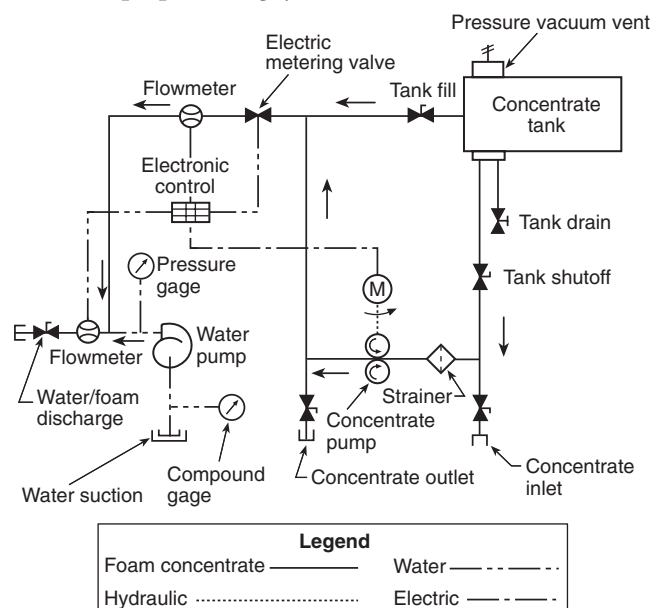 Pressure vacuum vent
Electric
metering valve
Flowmeter
Tank fill
Concentrate
tank
Electronic
control
Tank drain
Pressure
gage
M
Tank shutoff
Flowmeter
Water
pump
Strainer
Water/foam
discharge
Concentrate
pump
Compound
gage
Concentrate outlet
Concentrate
inlet
Water suction
Legend
Foam concentrate
Water
Hydraulic
Electric